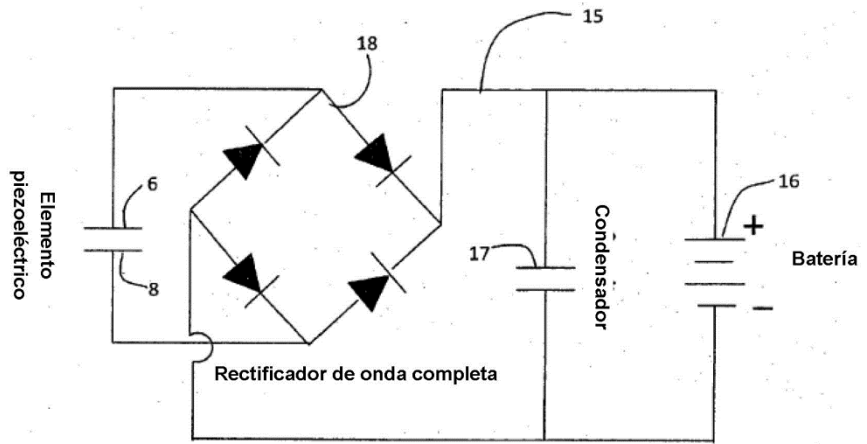 15
18
Elemento
piezoeléctrico
6
8
17
Condensador
16
+
Batería
−
Rectificador de onda completa